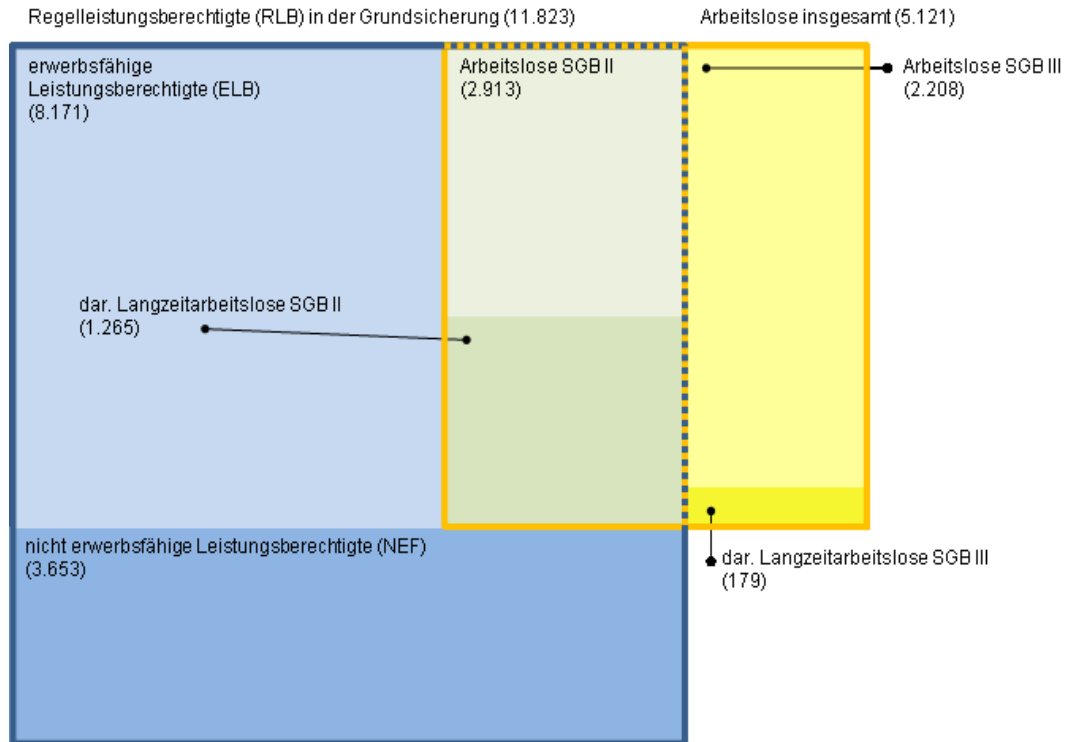 Regelleistungsberechtigte (RLB) in der Grundsicherung (11.823)
Arbeitslose insgesamt (5.121)
erwerbsfähige
Leistungsberechtigte (ELB)
(8.171)
Arbeitslose SGB II
(2.913)
Arbeitslose SGB III
(2.208)
dar. Langzeitarbeitslose SGB II
(1.265)
nicht erwerbsfähige Leistungsberechtigte (NEF)
(3.653)
dar. Langzeitarbeitslose SGB III
(179)